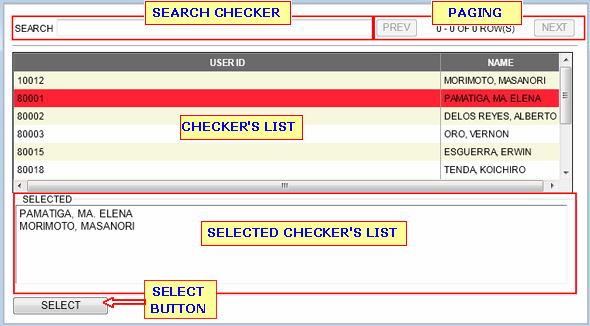 SEARCH CHECKER
PAGING
SEARCH
PREV
0 - 0 OF 0 ROW(S)
NEXT
USER ID NAME
10012 MORIMOTO, MASANORI
80001 PAMATIGA, MA. ELENA
80002 DELOS REYES, ALBERTO
80003 ORO, VERNON
80015 ESGUERRA, ERWIN
80018 TENDA, KOICHIRO
CHECKER'S LIST
SELECTED
PAMATIGA, MA. ELENA
MORIMOTO, MASANORI
SELECTED CHECKER'S LIST
SELECT
SELECT
BUTTON